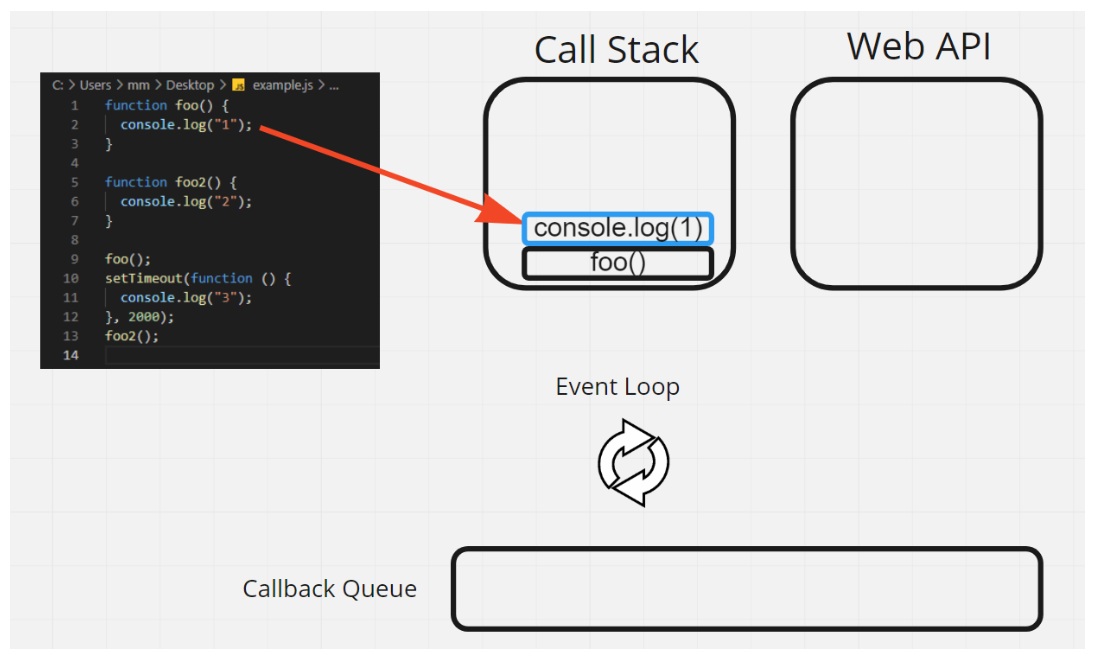 Call Stack
Web API
C: > Users > mm > Desktop > JS example.js > ...
1 function foo() {
2 console.log("1");
3 }
4
5 function foo2() {
6 console.log("2");
7 }
8
9 foo();
10 setTimeout(function () {
11 console.log("3");
12 }, 2000);
13 foo2();
14
console.log(1)
foo()
Event Loop
Callback Queue